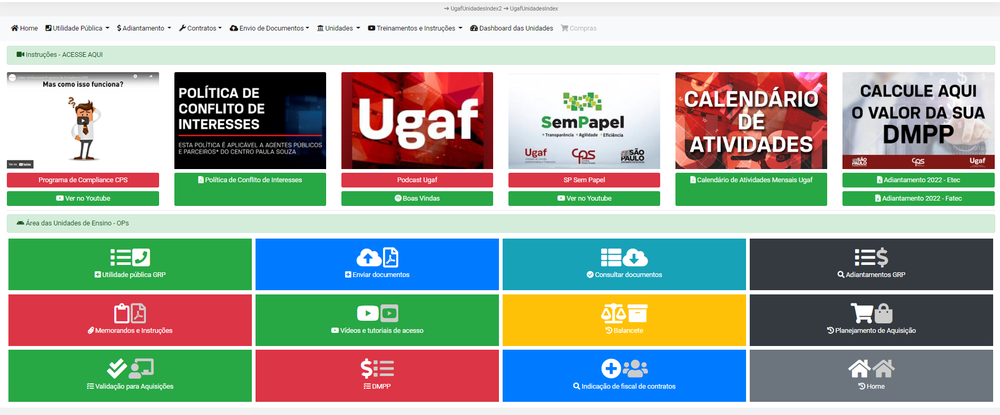 ➔ UgafUnidadesIndex2 ➔ UgafUnidadesIndex
Home Utilidade Pública Adiantamento Contratos Envio de Documentos Unidades Treinamentos e Instruções Dashboard das Unidades Compras
Instruções - ACESSE AQUI
Vídeo Institucional Programa de Compliance CPS
Mas como isso funciona?
??
Ver no YouTube
POLÍTICA DE
CONFLITO DE
INTERESSES
ESTA POLÍTICA É APLICÁVEL A AGENTES PÚBLICOS
E PARCEIROS* DO CENTRO PAULA SOUZA
Ugaf
SemPapel
+Transparência +Agilidade +Eficiência
Ugaf
Unidade de Gestão
Administrativa e Financeira
CPS
Centro
Paula Souza
SÃO
PAULO
GOVERNO DO ESTADO
CALENDÁRIO
DE
ATIVIDADES
CALCULE AQUI
O VALOR DA SUA
DMPP
SÃO
PAULO
CPS
Ugaf
Programa de Compliance CPS
Ver no Youtube
Política de Conflito de Interesses
Podcast Ugaf
Boas Vindas
SP Sem Papel
Ver no Youtube
Calendário de Atividades Mensais Ugaf
Adiantamento 2022 - Etec
Adiantamento 2022 - Fatec
Área das Unidades de Ensino - OPs
Utilidade pública GRP
Enviar documentos
Consultar documentos
Adiantamentos GRP
Memorandos e Instruções
Vídeos e tutoriais de acesso
Balancete
Planejamento de Aquisição
Validação para Aquisições
DMPP
Indicação de fiscal de contratos
Home